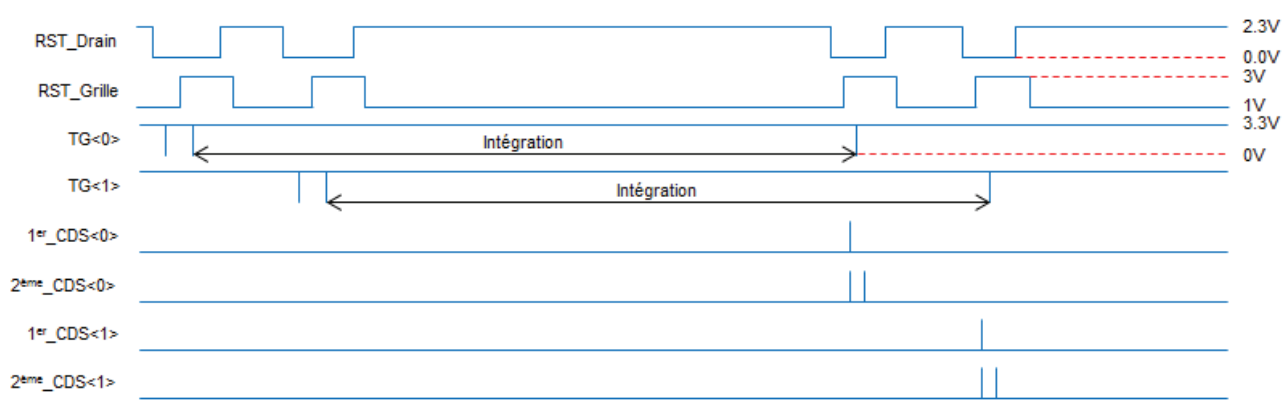 RST_Drain 2.3V
0.0V
RST_Grille 3V
1V
TG<0> Intégration 3.3V
0V
TG<1> Intégration
1er_CDS<0>
2ème_CDS<0>
1er_CDS<1>
2ème_CDS<1>